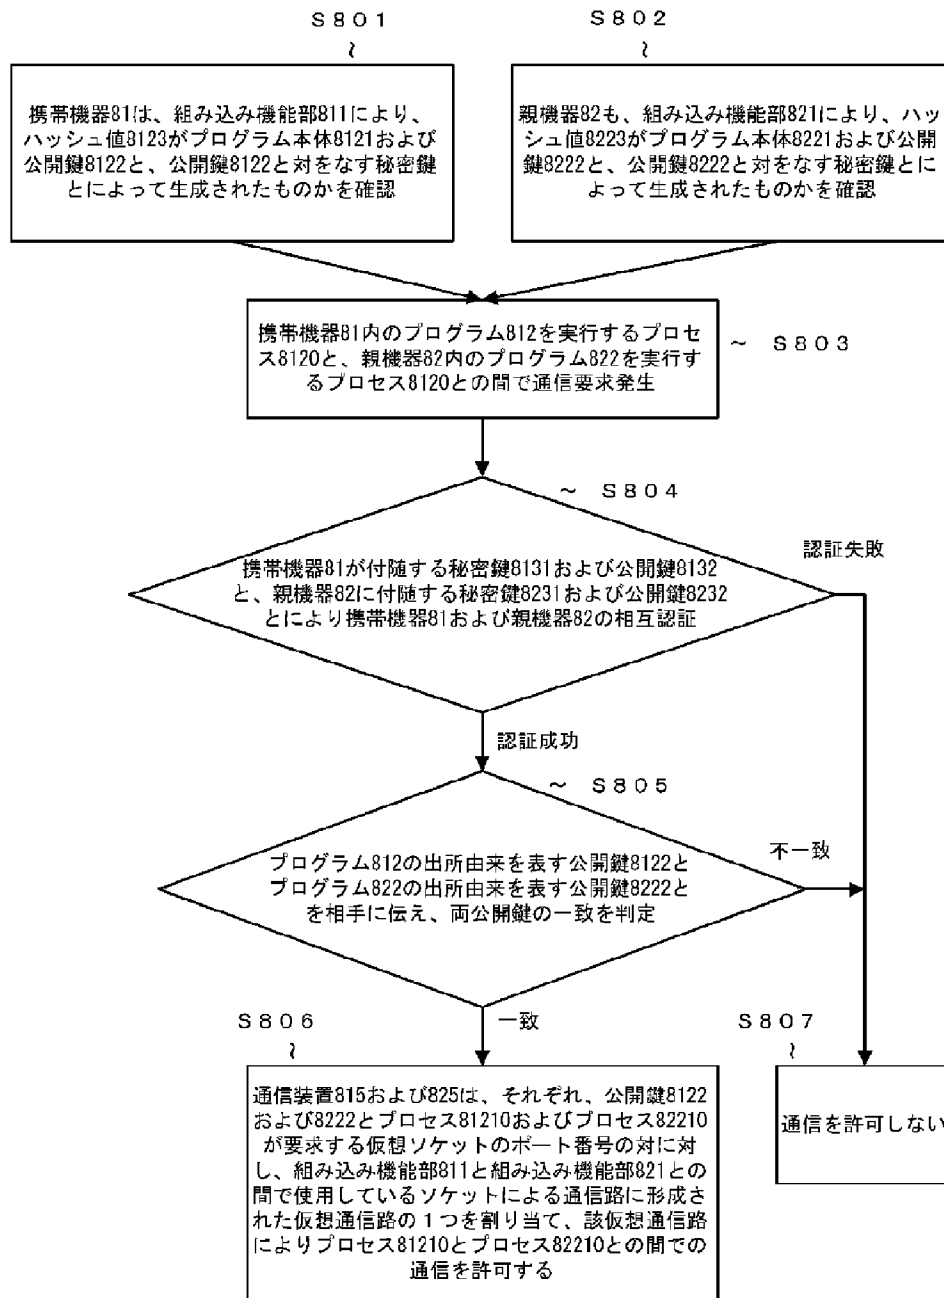 S801
S802
携帯機器81は、組み込み機能部811により、
ハッシュ値8123がプログラム本体8121および
公開鍵8122と、公開鍵8122と対をなす秘密鍵
とによって生成されたものかを確認
親機器82も、組み込み機能部821により、ハッ
シュ値8223がプログラム本体8221および公開
鍵8222と、公開鍵8222と対をなす秘密鍵とに
よって生成されたものかを確認
携帯機器81内のプログラム812を実行するプロセ
ス8120と、親機器82内のプログラム822を実行す
るプロセス8120との間で通信要求発生
~ S803
~ S804
携帯機器81が付随する秘密鍵8131および公開鍵8132
と、親機器82に付随する秘密鍵8231および公開鍵8232
とにより携帯機器81および親機器82の相互認証
認証失敗
認証成功
~ S805
プログラム812の出所由来を表す公開鍵8122と
プログラム822の出所由来を表す公開鍵8222と
を相手に伝え、両公開鍵の一致を判定
不一致
一致
S806
S807
通信装置815および825は、それぞれ、公開鍵8122
および8222とプロセス81210およびプロセス82210
が要求する仮想ソケットのポート番号の対に対
し、組み込み機能部811と組み込み機能部821との
間で使用しているソケットによる通信路に形成され
た仮想通信路の1つを割り当て、該仮想通信路
によりプロセス81210とプロセス82210との間での
通信を許可する
通信を許可しない